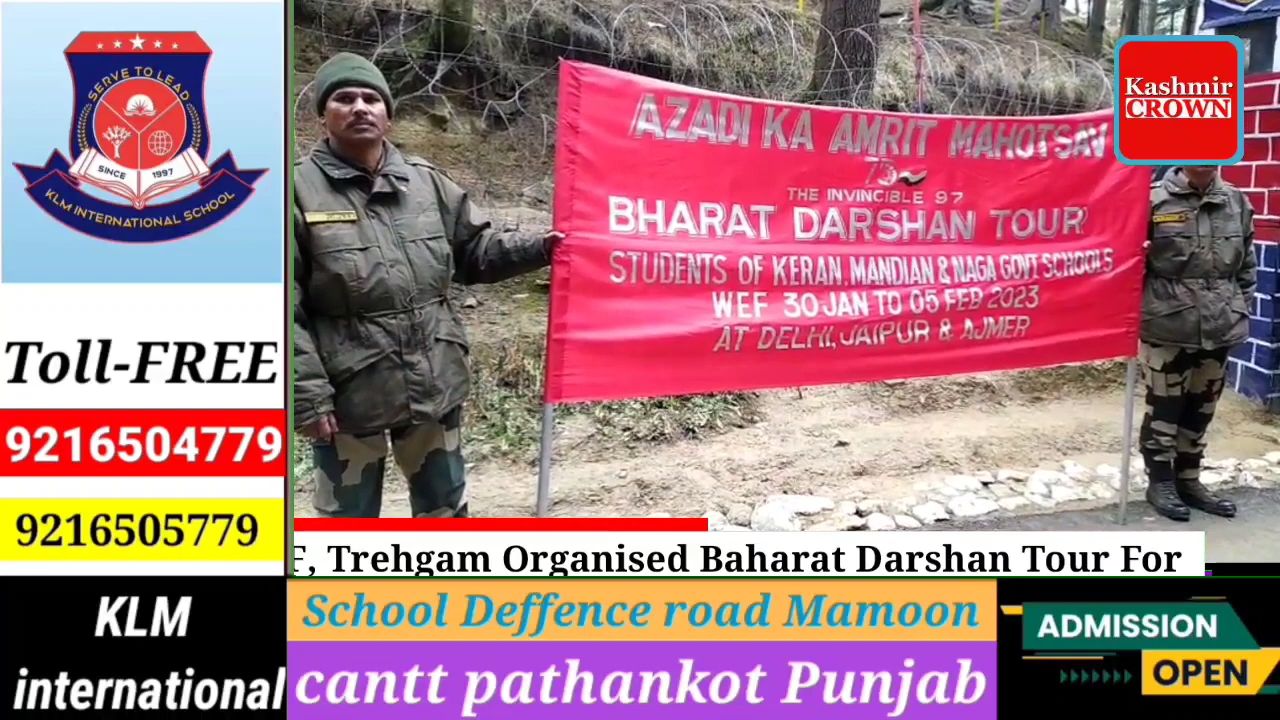 SERVE TO LEAD
SINCE 1997
KLM INTERNATIONAL SCHOOL
Toll-FREE
9216504779
9216505779
KLM
international
Kashmir
CROWN
AZADI KA AMRIT MAHOTSAV
75
THE INVINCIBLE 97
BHARAT DARSHAN TOUR
STUDENTS OF KERAN, MANDIAN & NAGA GOVT SCHOOLS
WEF 30 JAN TO 05 FEB 2023
AT DELHI, JAIPUR & AJMER
F, Trehgam Organised Baharat Darshan Tour For
School Deffence road Mamoon
cantt pathankot Punjab
ADMISSION
OPEN